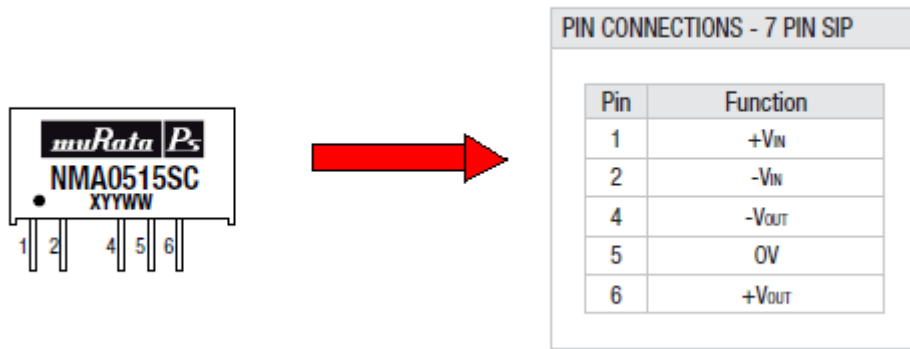 muRata Ps
NMA0515SC
XYYWW
1 2 4 5 6
PIN CONNECTIONS - 7 PIN SIP
Pin Function
1 +VIN
2 -VIN
4 -VOUT
5 0V
6 +VOUT